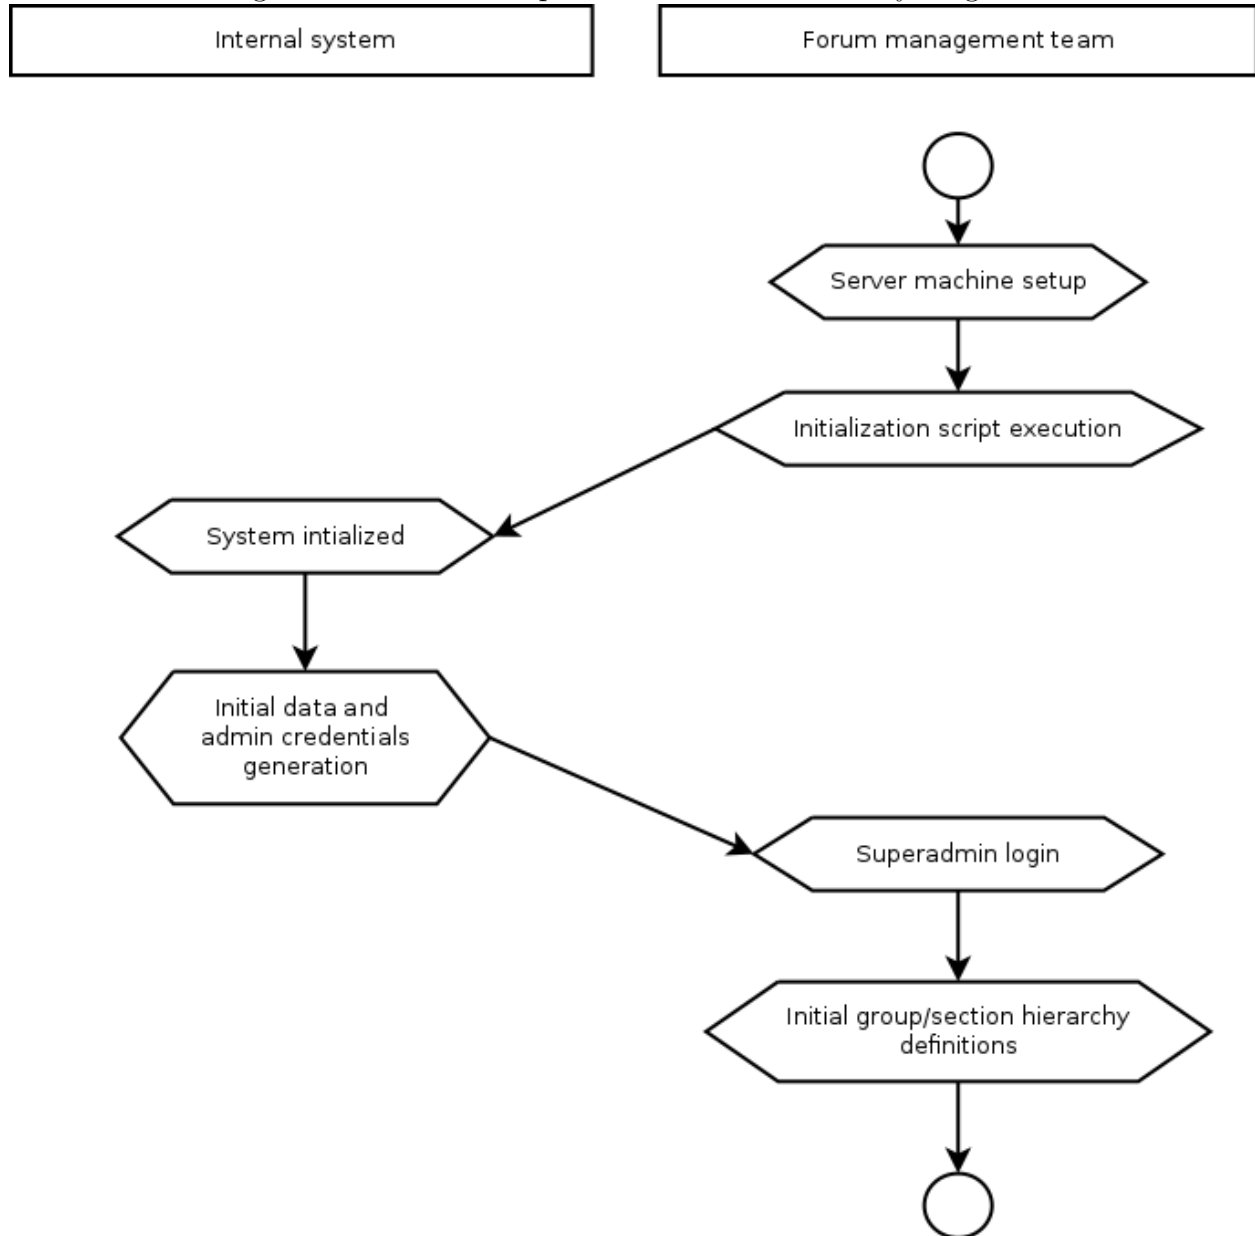 Internal system
Forum management team
Server machine setup
Initialization script execution
System intialized
Initial data and
admin credentials
generation
Superadmin login
Initial group/section hierarchy
definitions